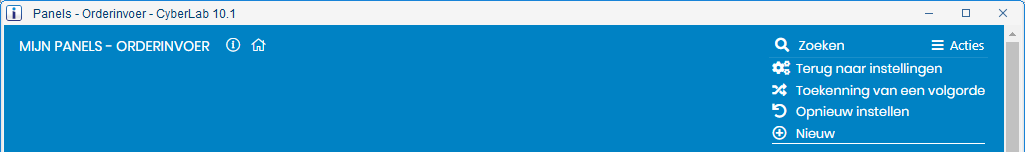 Panels - Orderinvoer - CyberLab 10.1
MIJN PANELS - ORDERINVOER
Zoeken
Acties
Terug naar instellingen
Toekenning van een volgorde
Opnieuw instellen
Nieuw